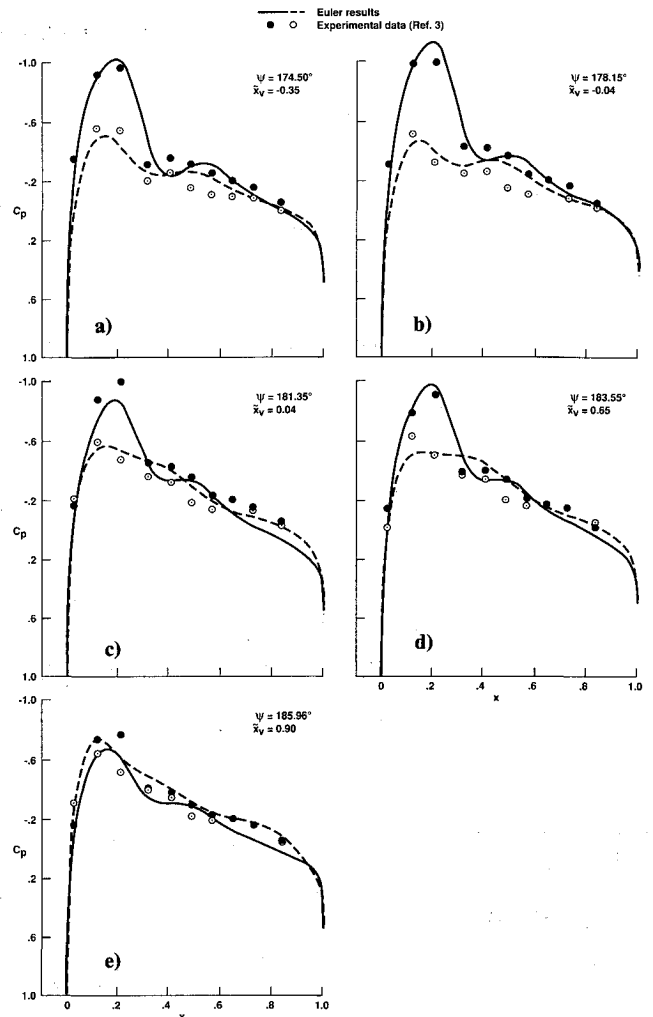 Euler results
Experimental data (Ref. 3)
-1.0
-.6
-.2
Cp
.2
.6
1.0
ψ = 174.50°
x̃v = -0.35
a)
ψ = 178.15°
x̃v = -0.04
b)
-1.0
-.6
-.2
Cp
.2
.6
1.0
ψ = 181.35°
x̃v = 0.04
c)
ψ = 183.55°
x̃v = 0.65
d)
0 .2 .4 .6 .8 1.0
x
-1.0
-.6
-.2
Cp
.2
.6
1.0
ψ = 185.96°
x̃v = 0.90
e)
0 .2 .4 .6 .8 1.0
x